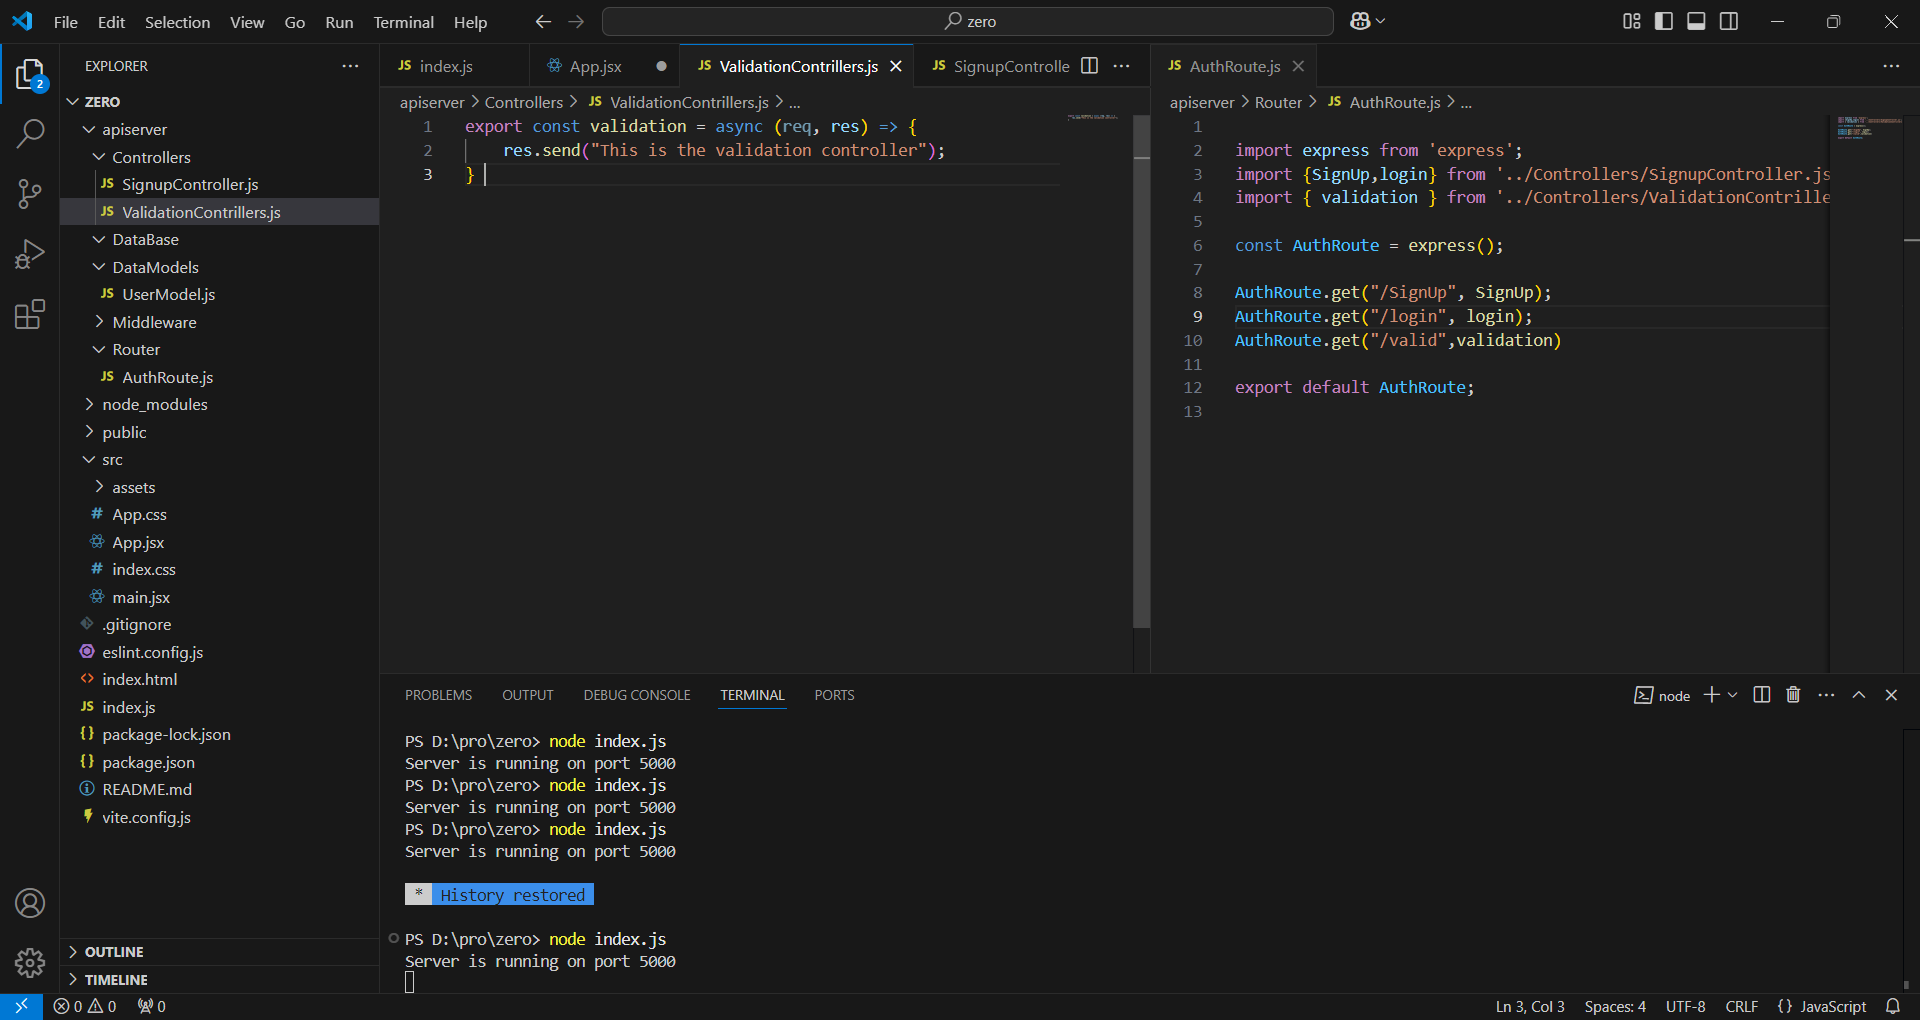 File Edit Selection View Go Run Terminal Help
zero
EXPLORER
2
ZERO
apiserver
Controllers
JS SignupController.js
JS ValidationContrillers.js
DataBase
DataModels
JS UserModel.js
Middleware
Router
JS AuthRoute.js
node_modules
public
src
assets
# App.css
App.jsx
# index.css
main.jsx
.gitignore
eslint.config.js
<> index.html
JS index.js
{} package-lock.json
{} package.json
README.md
vite.config.js
OUTLINE
TIMELINE
JS index.js
App.jsx
JS ValidationContrillers.js
JS SignupControlle
apiserver > Controllers > JS ValidationContrillers.js > ...
1 export const validation = async (req, res) => {
2 res.send("This is the validation controller");
3 }
JS AuthRoute.js
apiserver > Router > JS AuthRoute.js > ...
1
2 import express from 'express';
3 import {SignUp,login} from '../Controllers/SignupController.js
4 import { validation } from '../Controllers/ValidationContrille
5
6 const AuthRoute = express();
7
8 AuthRoute.get("/SignUp", SignUp);
9 AuthRoute.get("/login", login);
10 AuthRoute.get("/valid",validation)
11
12 export default AuthRoute;
13
PROBLEMS OUTPUT DEBUG CONSOLE TERMINAL PORTS
node
PS D:\pro\zero> node index.js
Server is running on port 5000
PS D:\pro\zero> node index.js
Server is running on port 5000
PS D:\pro\zero> node index.js
Server is running on port 5000
* History restored
PS D:\pro\zero> node index.js
Server is running on port 5000
0 0 0
Ln 3, Col 3 Spaces: 4 UTF-8 CRLF {} JavaScript